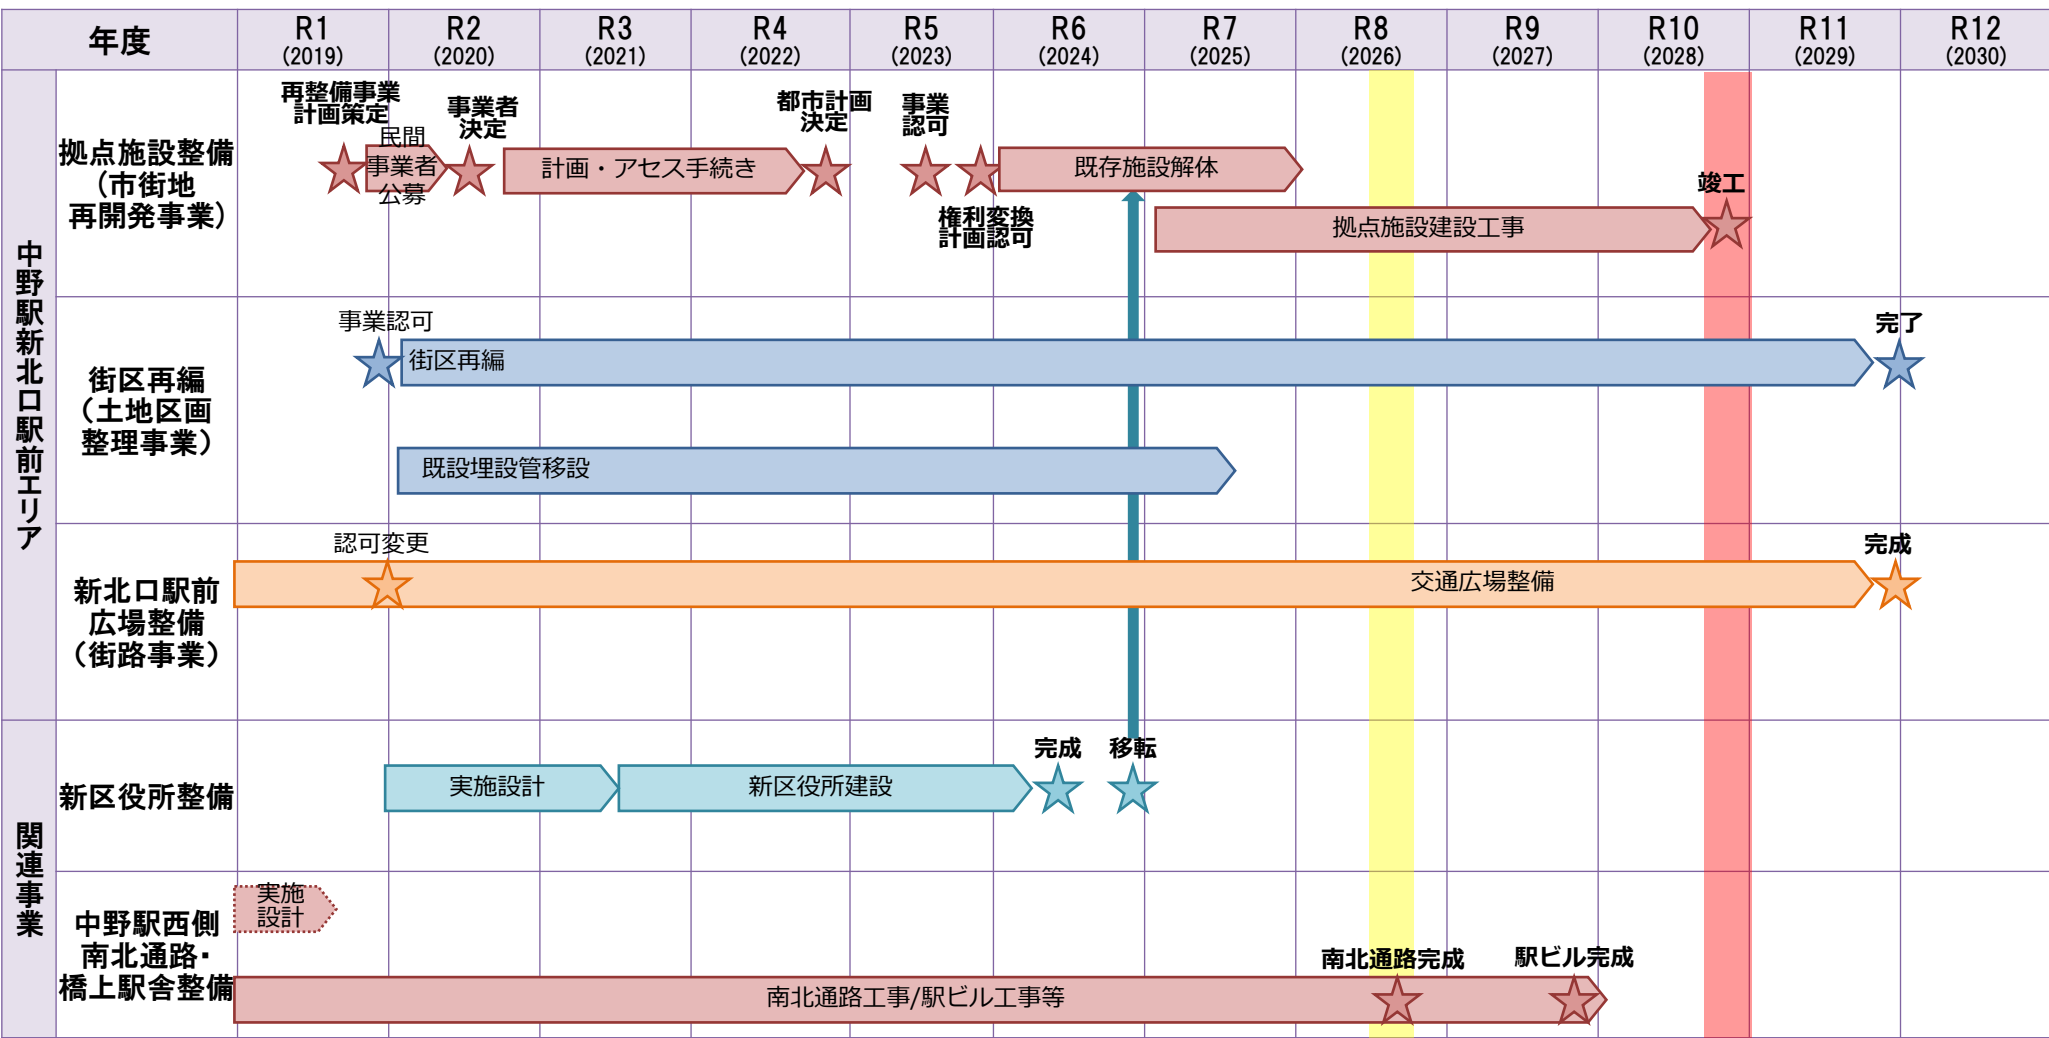 年度
R1
(2019)
R2
(2020)
R3
(2021)
R4
(2022)
R5
(2023)
R6
(2024)
R7
(2025)
R8
(2026)
R9
(2027)
R10
(2028)
R11
(2029)
R12
(2030)
中野駅新北口駅前エリア
拠点施設整備
（市街地
再開発事業）
再整備事業
計画策定
民間
事業者
公募
事業者
決定
計画・アセス手続き
都市計画
決定
事業
認可
権利変換
計画認可
既存施設解体
拠点施設建設工事
竣工
街区再編
（土地区画
整理事業）
事業認可
街区再編
完了
既設埋設管移設
新北口駅前
広場整備
（街路事業）
認可変更
交通広場整備
完成
関連事業
新区役所整備
実施設計
新区役所建設
完成
移転
中野駅西側
南北通路・
橋上駅舎整備
実施
設計
南北通路工事/駅ビル工事等
南北通路完成
駅ビル完成